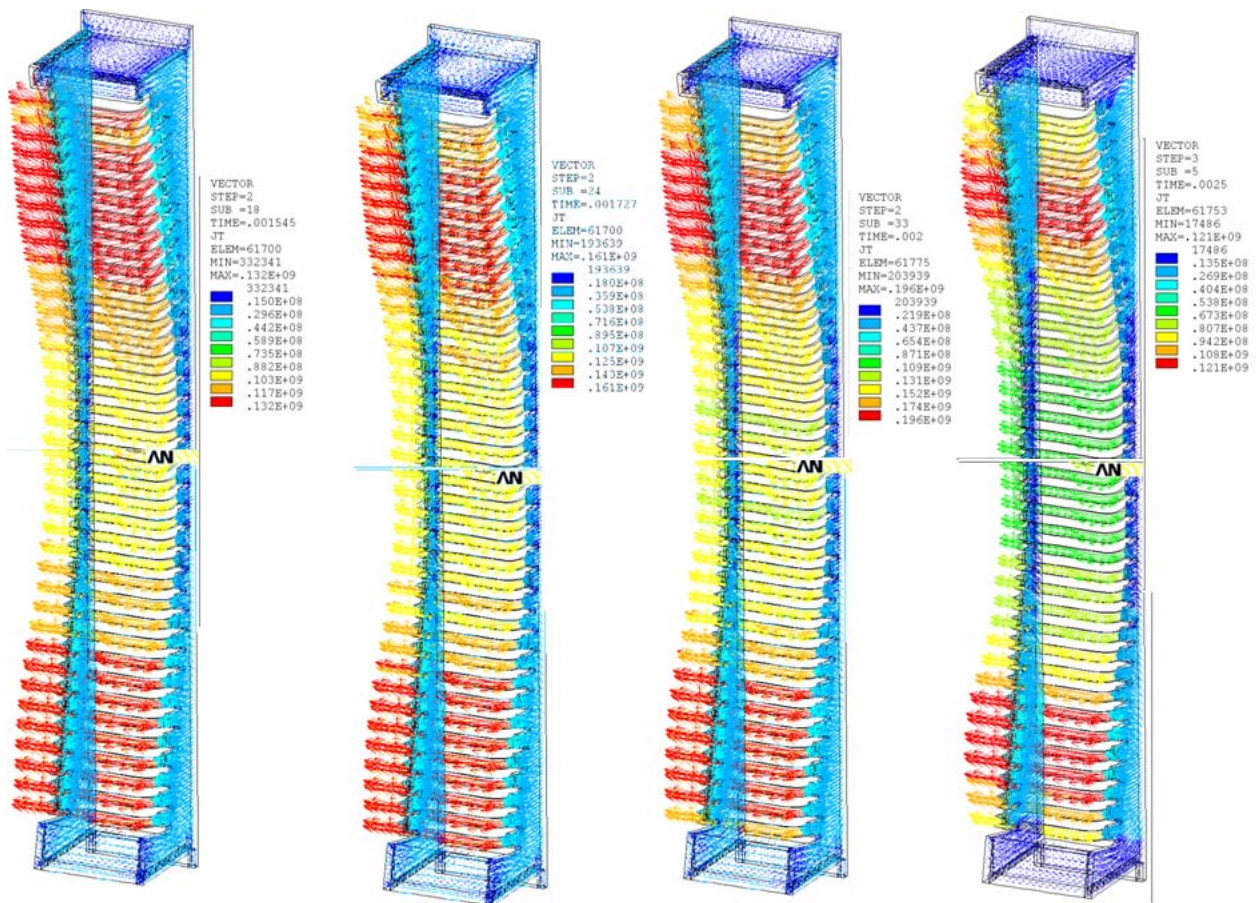 VECTOR
STEP=2
SUB =18
TIME=.001545
JT
ELEM=61700
MIN=332341
MAX=.132E+09
332341
.150E+08
.296E+08
.442E+08
.589E+08
.735E+08
.882E+08
.103E+09
.117E+09
.132E+09
VECTOR
STEP=2
SUB =24
TIME=.001727
JT
ELEM=61700
MIN=193639
MAX=.161E+09
193639
.180E+08
.359E+08
.538E+08
.716E+08
.895E+08
.107E+09
.125E+09
.143E+09
.161E+09
VECTOR
STEP=2
SUB =33
TIME=.002
JT
ELEM=61775
MIN=203939
MAX=.196E+09
203939
.219E+08
.437E+08
.654E+08
.871E+08
.109E+09
.131E+09
.152E+09
.174E+09
.196E+09
VECTOR
STEP=3
SUB =5
TIME=.0025
JT
ELEM=61753
MIN=17486
MAX=.121E+09
17486
.135E+08
.269E+08
.404E+08
.538E+08
.673E+08
.807E+08
.942E+08
.108E+09
.121E+09
AN
AN
ANSYS
AN